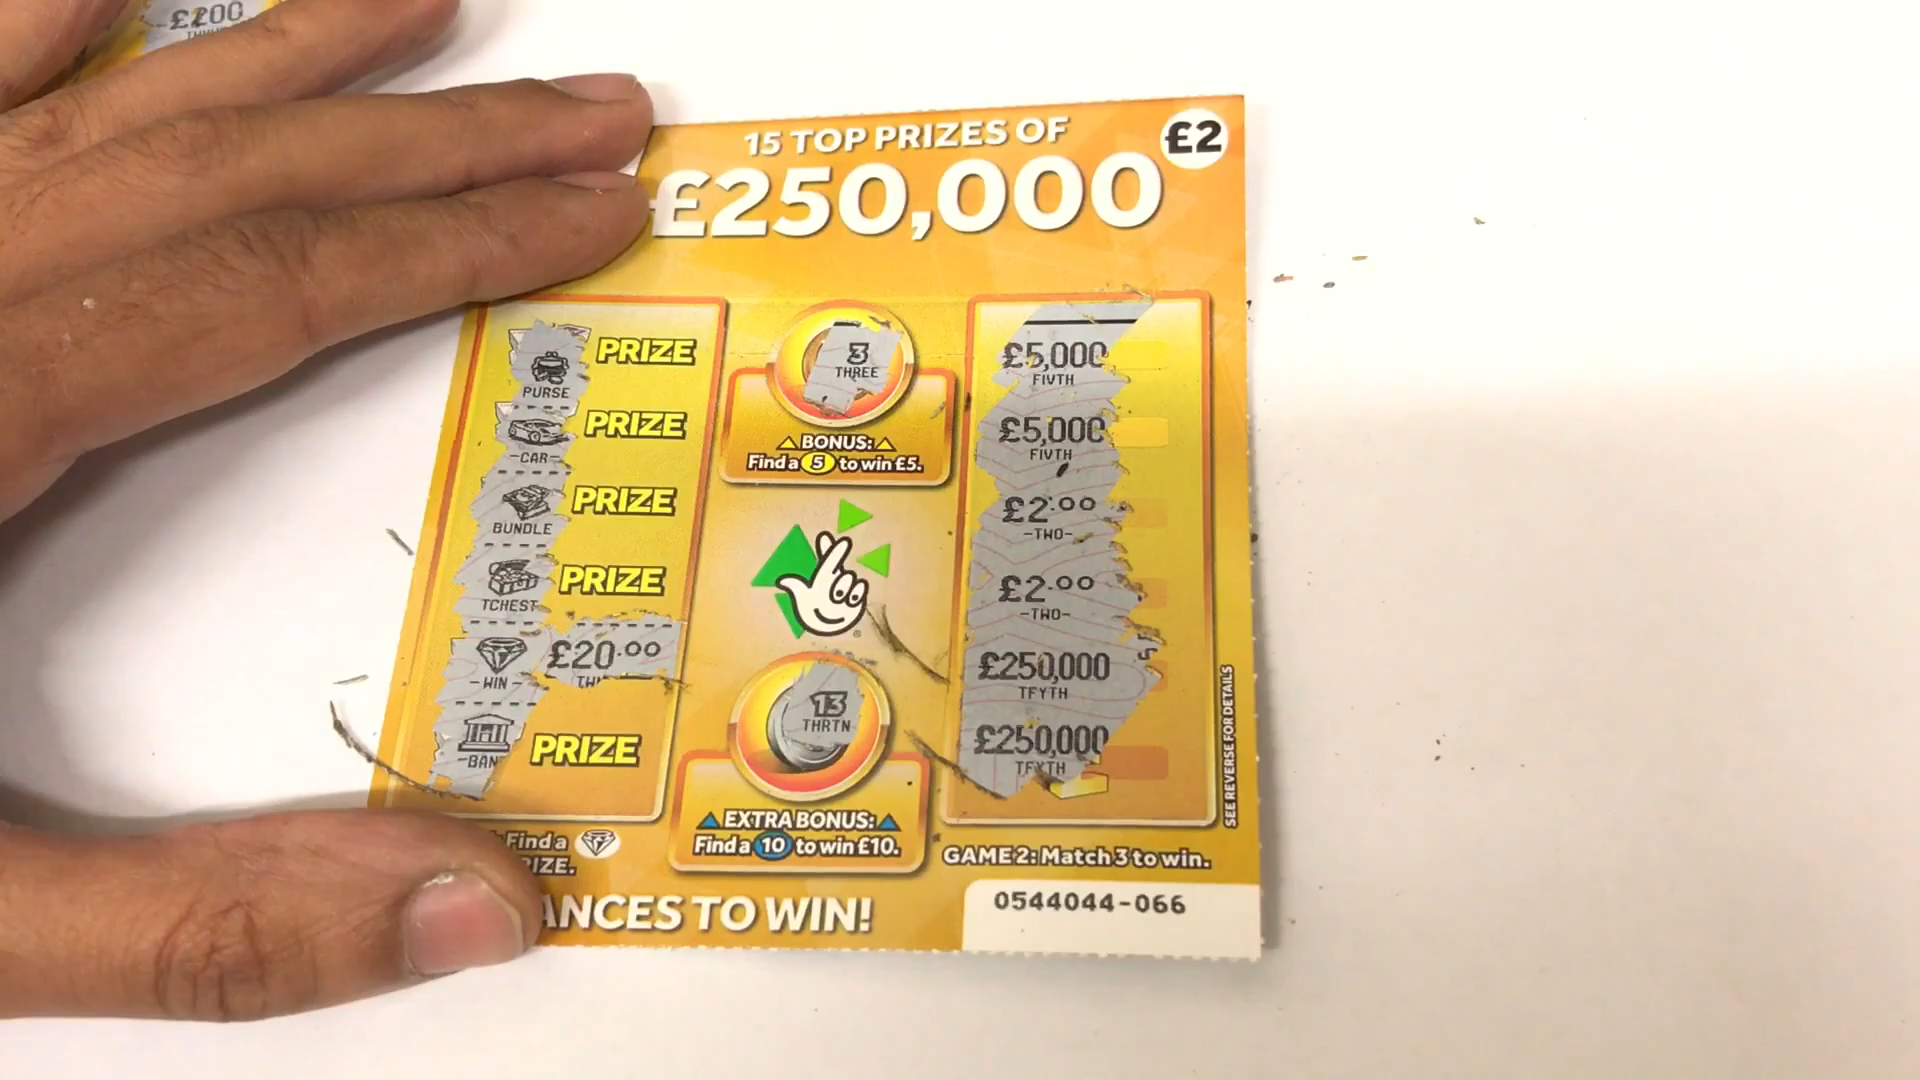 £200
15 TOP PRIZES OF
£2
£250,000
PURSE
PRIZE
-CAR-
PRIZE
BUNDLE
PRIZE
TCHEST
PRIZE
-WIN-
£20.00
PRIZE
3
THREE
BONUS:
Find a 5 to win £5.
13
THRTN
EXTRA BONUS:
Find a 10 to win £10.
£5,000
FIVTH
£5,000
FIVTH
£2.00
-TWO-
£2.00
-TWO-
£250,000
TFYTH
£250,000
TFYTH
SEE REVERSE FOR DETAILS
Find a
GAME 2: Match 3 to win.
TO WIN!
0544044-066